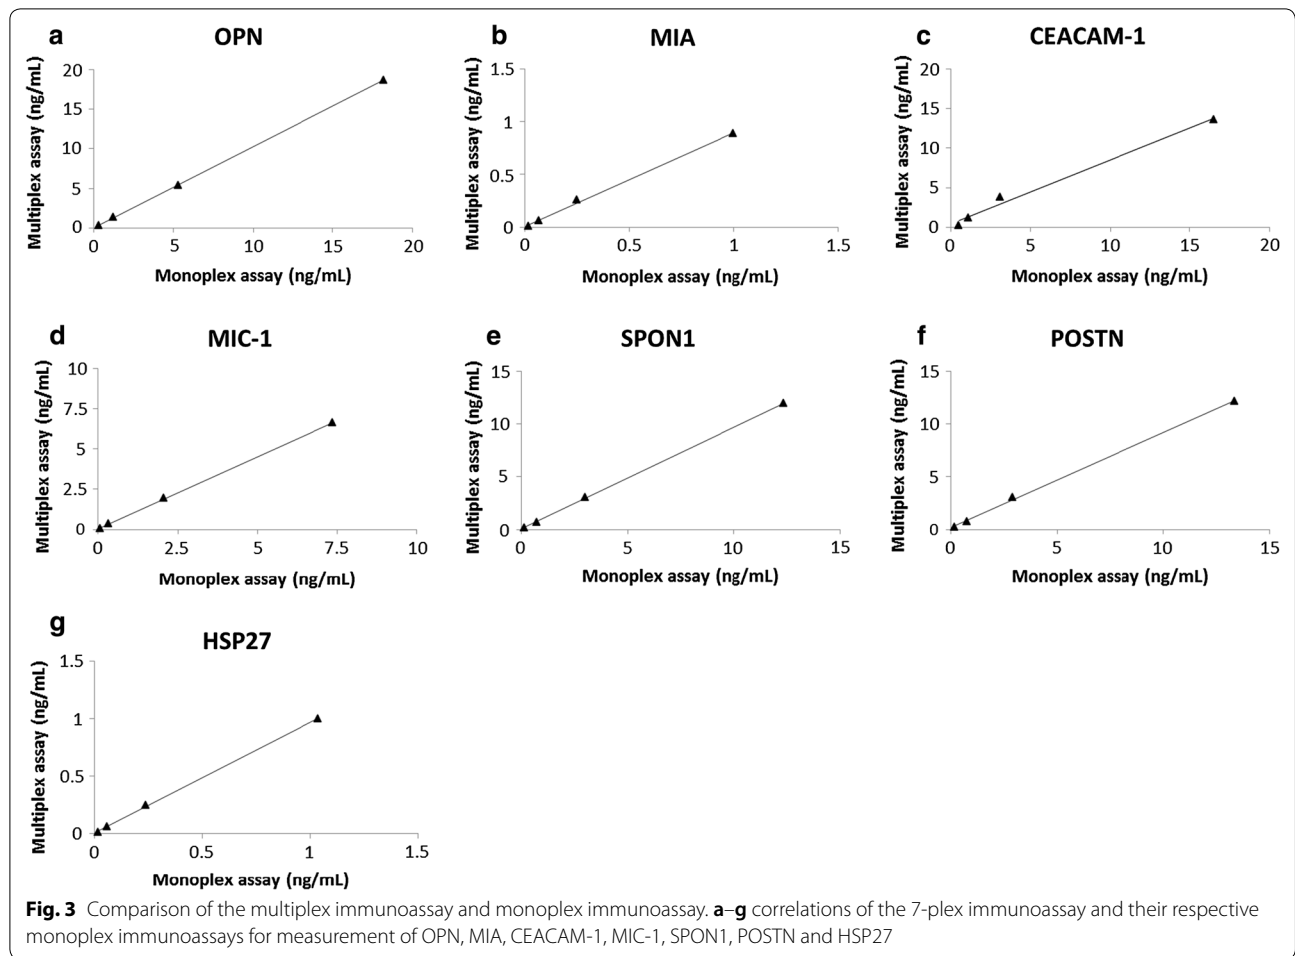 a OPN
Multiplex assay (ng/mL)
20
15
10
5
0
0 5 10 15 20
Monoplex assay (ng/mL)
b MIA
Multiplex assay (ng/mL)
1.5
1
0.5
0
0 0.5 1 1.5
Monoplex assay (ng/mL)
c CEACAM-1
Multiplex assay (ng/mL)
20
15
10
5
0
0 5 10 15 20
Monoplex assay (ng/mL)
d MIC-1
Multiplex assay (ng/mL)
10
7.5
5
2.5
0
0 2.5 5 7.5 10
Monoplex assay (ng/mL)
e SPON1
Multiplex assay (ng/mL)
15
10
5
0
0 5 10 15
Monoplex assay (ng/mL)
f POSTN
Multiplex assay (ng/mL)
15
10
5
0
0 5 10 15
Monoplex assay (ng/mL)
g HSP27
Multiplex assay (ng/mL)
1.5
1
0.5
0
0 0.5 1 1.5
Monoplex assay (ng/mL)
Fig. 3 Comparison of the multiplex immunoassay and monoplex immunoassay. a–g correlations of the 7-plex immunoassay and their respective
monoplex immunoassays for measurement of OPN, MIA, CEACAM-1, MIC-1, SPON1, POSTN and HSP27